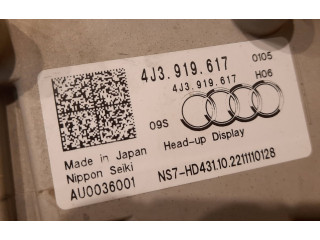 4J3.919.617
4J3.919.617
0105
H06
09S
Head-up Display
Made in Japan
Nippon Seiki
AU0036001
NS7-HD431.10.2211110128